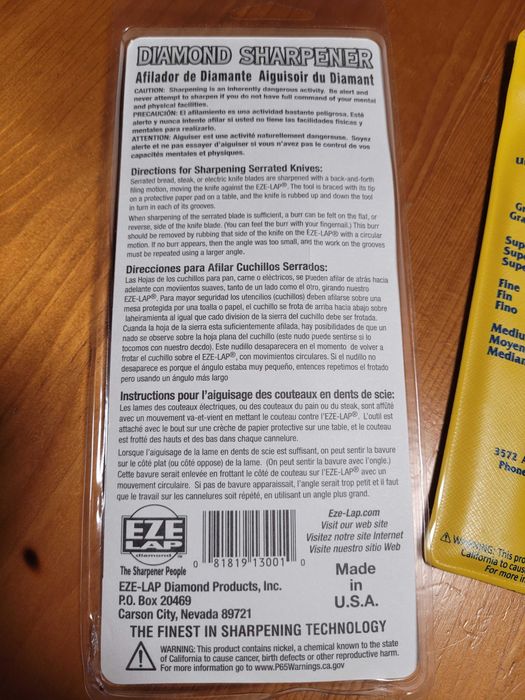 DIAMOND SHARPENER
Afilador de Diamante Aiguisoir du Diamant
CAUTION: Sharpening is an inherently dangerous activity. Be alert and
never attempt to sharpen if you do not have full command of your mental
and physical facilities.
PRECAUCIÓN: El afilamiento es una actividad bastante peligrosa. Esté
alerto y nunca intente afilar si usted no tiene las facilidades físicas y
mentales para realizarlo.
ATTENTION: Aiguiser est une activité naturellement dangereuse. Soyez
alerte et ne pas essayer d'aiguiser si vous n'avez pas le control de vos
capacités mentales et physiques.
Directions for Sharpening Serrated Knives:
Serrated bread, steak, or electric knife blades are sharpened with a back-and-forth
filing motion, moving the knife against the EZE-LAP®. The tool is braced with its tip
on a protective paper pad on a table, and the knife is rubbed up and down the tool
in turn in each of its grooves.
When sharpening of the serrated blade is sufficient, a burr can be felt on the flat, or
reverse, side of the knife blade. (You can feel the burr with your fingernail.) This burr
should be removed by rubbing that side of the knife on the EZE-LAP® with a circular
motion. If no burr appears, then the angle was too small, and the work on the grooves
must be repeated using a larger angle.
Direcciones para Afilar Cuchillos Serrados:
Las Hojas de los cuchillos para pan, carne o eléctricos, se pueden afilar de atrás hacia
adelante con movientos suaves, tanto de un lado como el otro, girando nuestro
EZE-LAP®. Para mayor seguridad los utencilios (cuchillos) deben afilarse sobre una
mesa protegida por una toalla o papel, el cuchillo se frota de arriba hacia abajo sobre
laheiramienta al igual que cada division de la sierra del cuchillo debe ser frotada.
Cuando la hoja de la sierra esta suficientemente afilada, hay posibilidades de que un
nado se observe sobre la hoja plana del cuchillo (este nudo puede sentirse si lo
tocomos con nuestro decdo). Este nudillo desaparecera en el momento de volver a
frotar el cuchillo sobre el EZE-LAP®, con movimientos circulares. Si el nudillo no
desaparece es porque el ángulo estaba muy pequeño, entonces repetimos el frotado
pero usando un ángulo más largo
Instructions pour l'aiguisage des couteaux en dents de scie:
Les lames des couteaux électriques, ou des couteaux du pain ou du steak, sont affûté
avec un mouvement va-et-vient en mettant le couteau contre l'EZE-LAP®. L'outil est
attaché avec le bout sur une crèche de papier protective sur une table, et le couteau
est frotté des hauts et des bas dans chaque cannelure.
Lorsque l'aiguisage de la lame en dents de scie est suffisant, on peut sentir la bavure
sur le côté plat (ou côté opposé) de la lame. (On peut sentir la bavure avec l'ongle.)
Cette bavure serait enlevée en frottant le côté de couteau sur l'EZE-LAP® avec un
mouvement circulaire. Si pas de bavure apparaissait, l'angle serait trop petit et il faut
que le travail sur les cannelures soit répété, en utilisant un angle plus grand.
EZE
LAP
diamond
™
The Sharpener People
0 81819 13001 0
Eze-Lap.com
Visit our web site
Visitez notre site Internet
Visite nuestro sitio Web
Made
in
U.S.A.
EZE-LAP Diamond Products, Inc.
P.O. Box 20469
Carson City, Nevada 89721
THE FINEST IN SHARPENING TECHNOLOGY
WARNING: This product contains nickel, a chemical known to the state
of California to cause cancer, birth defects or other reproductive harm.
For more information go to www.P65Warnings.ca.gov
Fine
Fin
Fino
3572
Phone
WARNING: This pro
California to caus
For more in